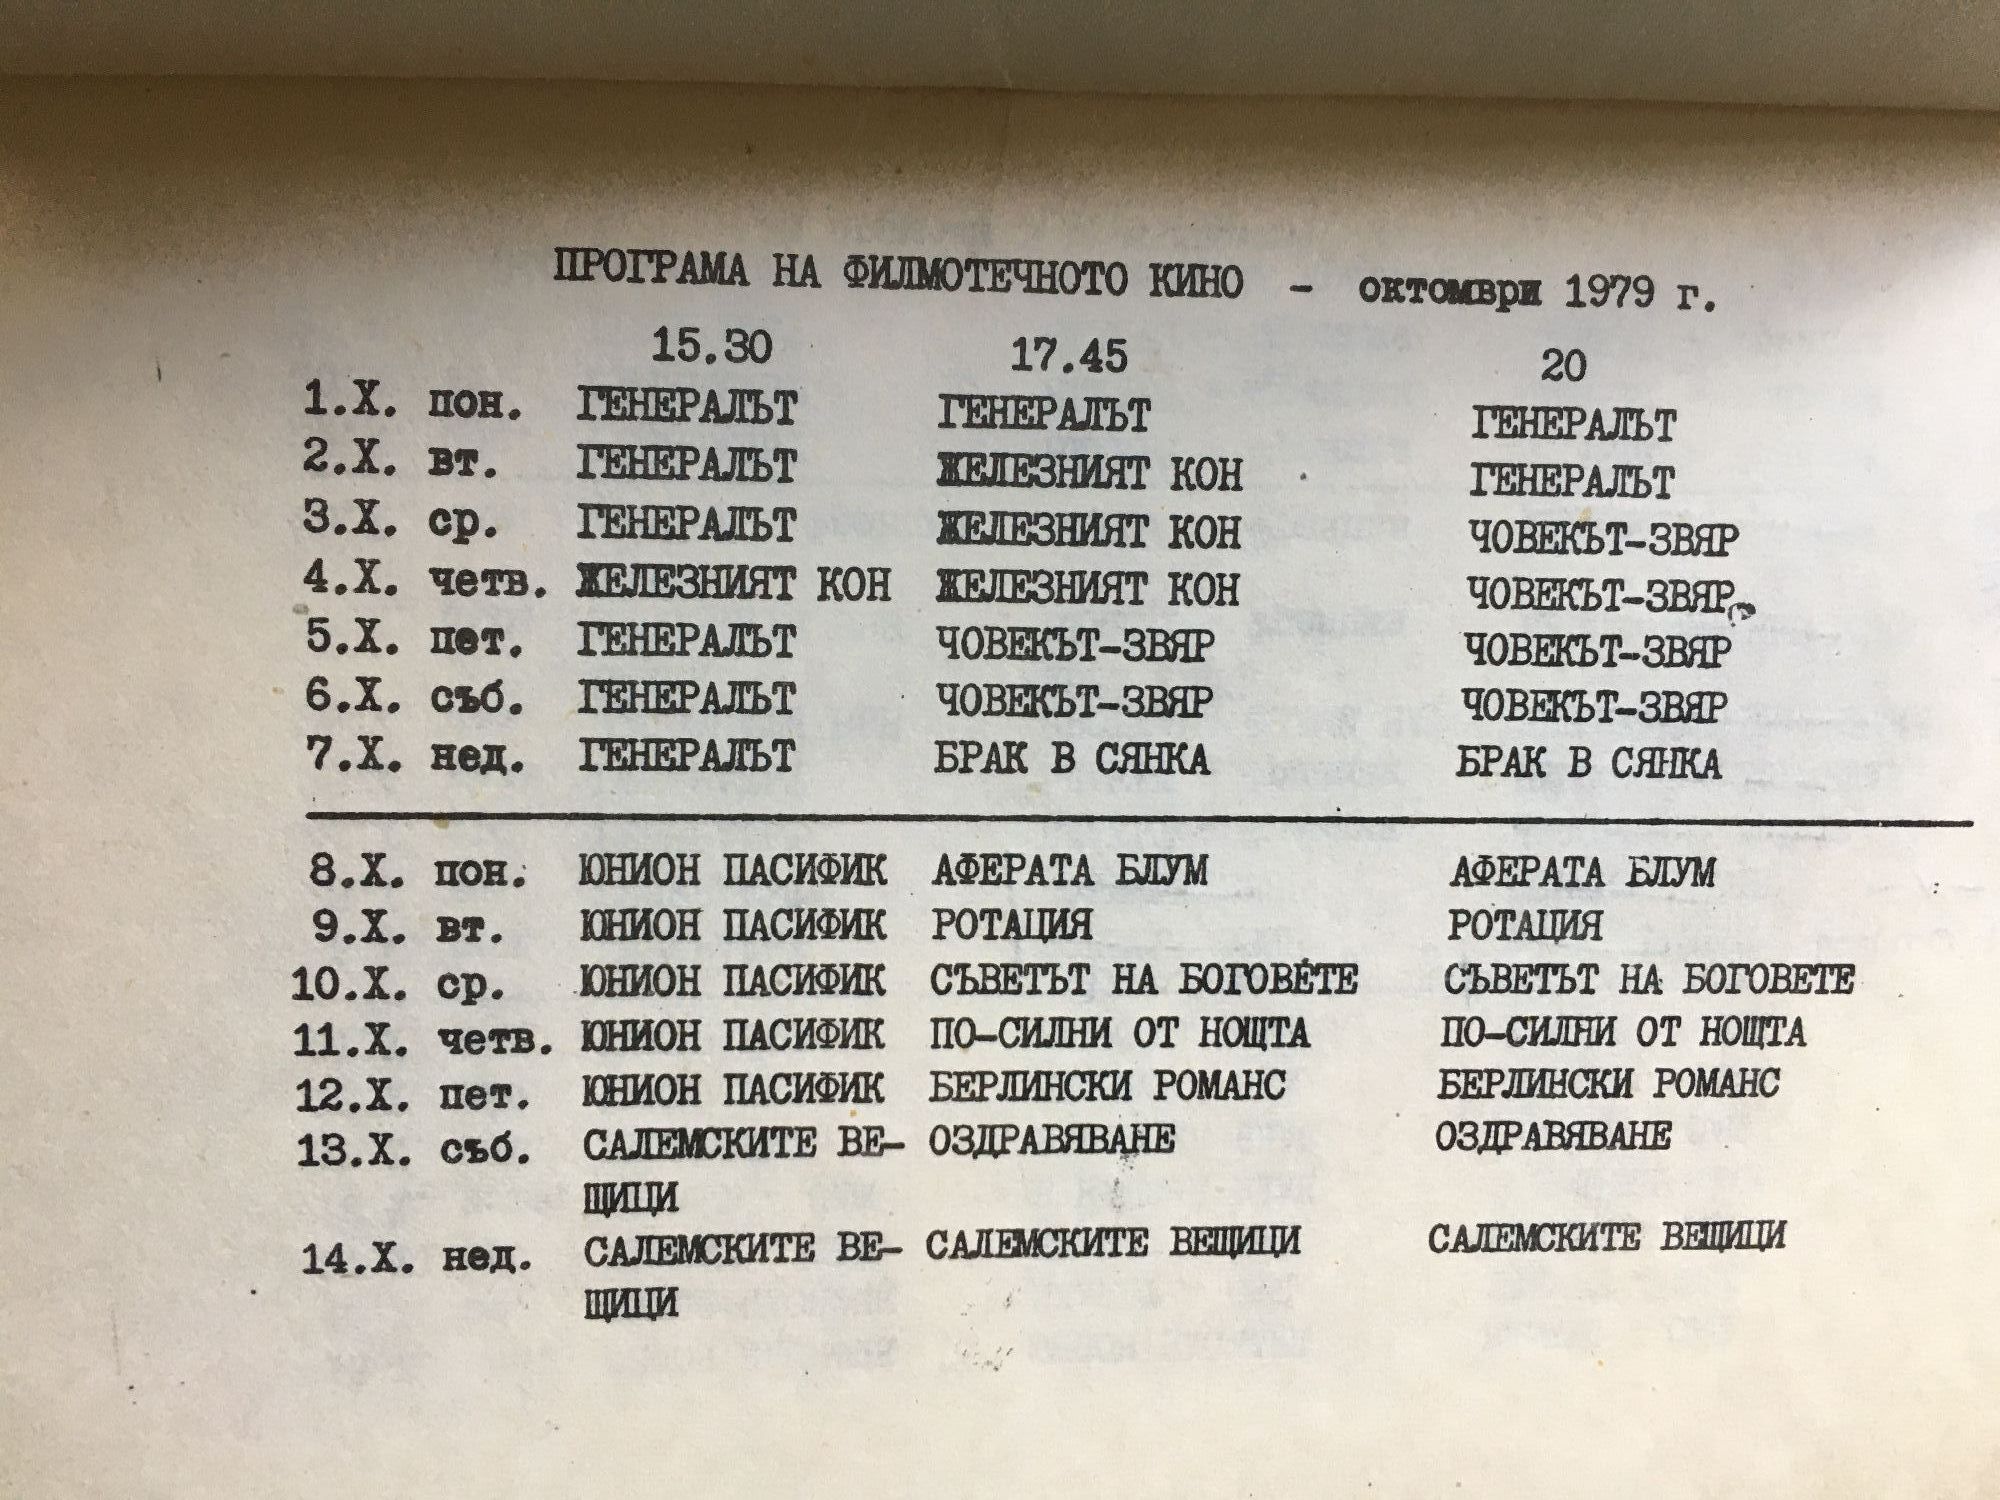 ПРОГРАМА НА ФИЛМОТЕЧНОТО КИНО - октомври 1979 г.
15.30 17.45 20
1.X. пон. ГЕНЕРАЛЪТ ГЕНЕРАЛЪТ ГЕНЕРАЛЪТ
2.X. вт. ГЕНЕРАЛЪТ ЖЕЛЕЗНИЯТ КОН ГЕНЕРАЛЪТ
3.X. ср. ГЕНЕРАЛЪТ ЖЕЛЕЗНИЯТ КОН ЧОВЕКЪТ-ЗВЯР
4.X. четв. ЖЕЛЕЗНИЯТ КОН ЖЕЛЕЗНИЯТ КОН ЧОВЕКЪТ-ЗВЯР
5.X. пет. ГЕНЕРАЛЪТ ЧОВЕКЪТ-ЗВЯР ЧОВЕКЪТ-ЗВЯР
6.X. съб. ГЕНЕРАЛЪТ ЧОВЕКЪТ-ЗВЯР ЧОВЕКЪТ-ЗВЯР
7.X. нед. ГЕНЕРАЛЪТ БРАК В СЯНКА БРАК В СЯНКА
8.X. пон. ЮНИОН ПАСИФИК АФЕРАТА БЛУМ АФЕРАТА БЛУМ
9.X. вт. ЮНИОН ПАСИФИК РОТАЦИЯ РОТАЦИЯ
10.X. ср. ЮНИОН ПАСИФИК СЪВЕТЪТ НА БОГОВЕТЕ СЪВЕТЪТ НА БОГОВЕТЕ
11.X. четв. ЮНИОН ПАСИФИК ПО-СИЛНИ ОТ НОЩТА ПО-СИЛНИ ОТ НОЩТА
12.X. пет. ЮНИОН ПАСИФИК БЕРЛИНСКИ РОМАНС БЕРЛИНСКИ РОМАНС
13.X. съб. САЛЕМСКИТЕ ВЕ- ОЗДРАВЯВАНЕ ОЗДРАВЯВАНЕ
ЩИЦИ
14.X. нед. САЛЕМСКИТЕ ВЕ- САЛЕМСКИТЕ ВЕЩИЦИ САЛЕМСКИТЕ ВЕЩИЦИ
ЩИЦИ